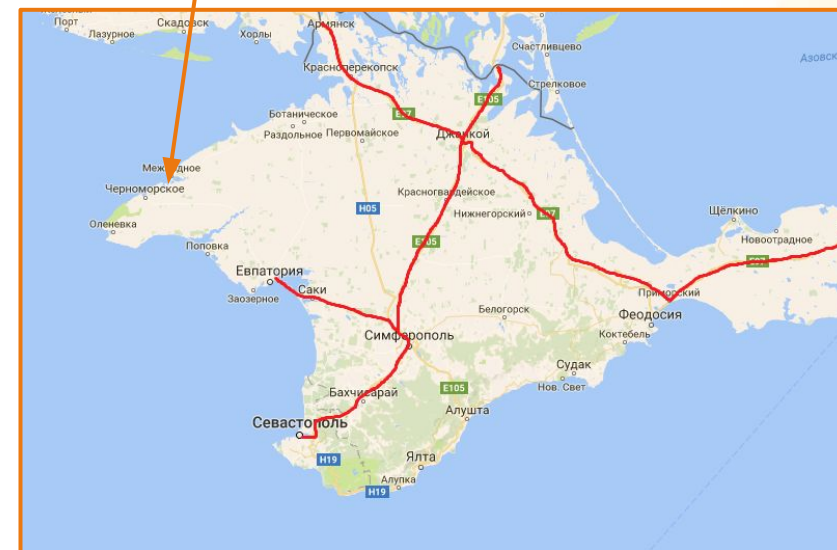 Порт
Скадовск
Лазурное
Хорлы
Армянск
Счастливцево
Азовск
Красноперекопск
Стрелковое
E97
E105
Ботаническое
Раздольное
Первомайское
Джанкой
Межводное
Черноморское
Красногвардейское
H05
Нижнегорский
E97
Оленевка
Щёлкино
Поповка
E105
Новоотрадное
Евпатория
E97
Заозерное
Саки
Приморский
Белогорск
Феодосия
Симферополь
Коктебель
Судак
Бахчисарай
E105
Нов. Свет
Алушта
Севастополь
H19
Ялта
Алупка
H19